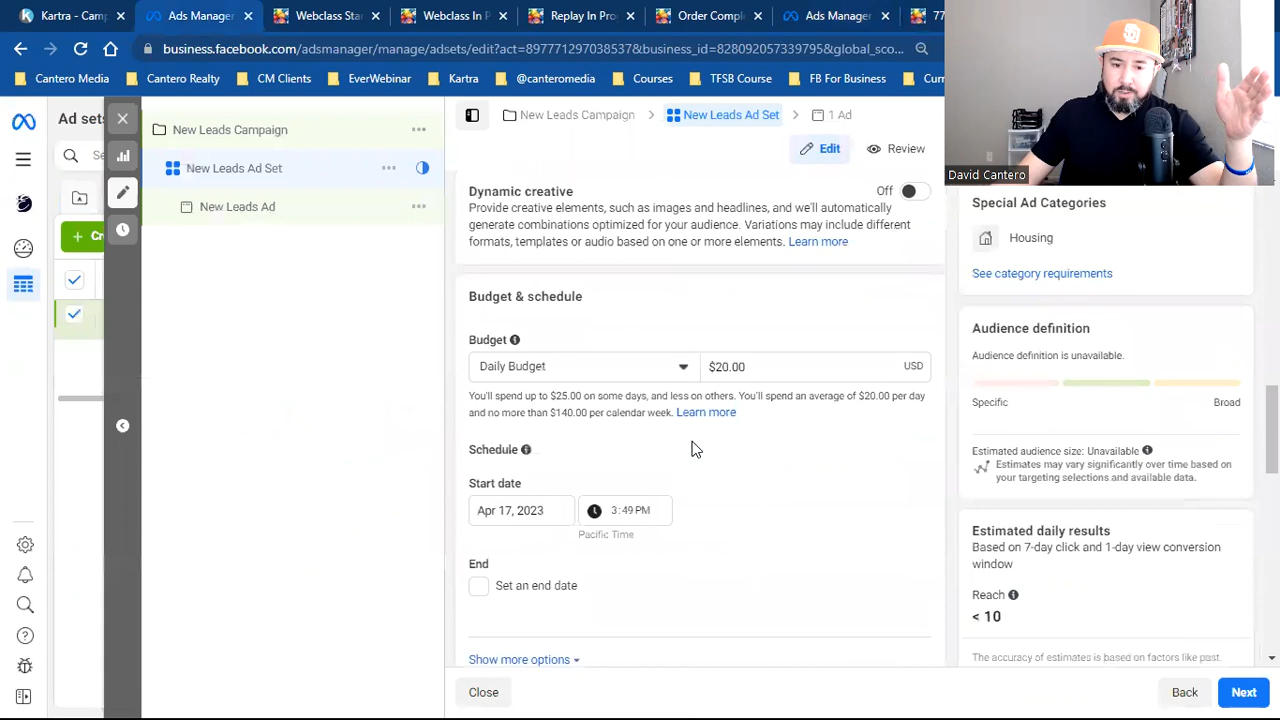 Kartra - Camp
Ads Manager
Webclass Sta
Webclass In P
Replay In Pro
Order Comple
Ads Manager
77
business.facebook.com/adsmanager/manage/adsets/edit?act=8977712970385​37&business_id=828092057339795&global_sco...
Cantero Media
Cantero Realty
CM Clients
EverWebinar
Kartra
@canteromedia
Courses
TFSB Course
FB For Business
David Cantero
Ad sets
New Leads Campaign
New Leads Ad Set
New Leads Ad
New Leads Campaign > New Leads Ad Set > 1 Ad
Edit
Review
Dynamic creative
Off
Provide creative elements, such as images and headlines, and we'll automatically
generate combinations optimized for your audience. Variations may include different
formats, templates or audio based on one or more elements. Learn more
Budget & schedule
Budget
Daily Budget
$20.00
USD
You'll spend up to $25.00 on some days, and less on others. You'll spend an average of $20.00 per day
and no more than $140.00 per calendar week. Learn more
Schedule
Start date
Apr 17, 2023
3:49 PM
Pacific Time
End
Set an end date
Show more options
Close
Back
Next
Special Ad Categories
Housing
See category requirements
Audience definition
Audience definition is unavailable.
Specific
Broad
Estimated audience size: Unavailable
Estimates may vary significantly over time based on
your targeting selections and available data.
Estimated daily results
Based on 7-day click and 1-day view conversion
window
Reach
< 10
The accuracy of estimates is based on factors like past.